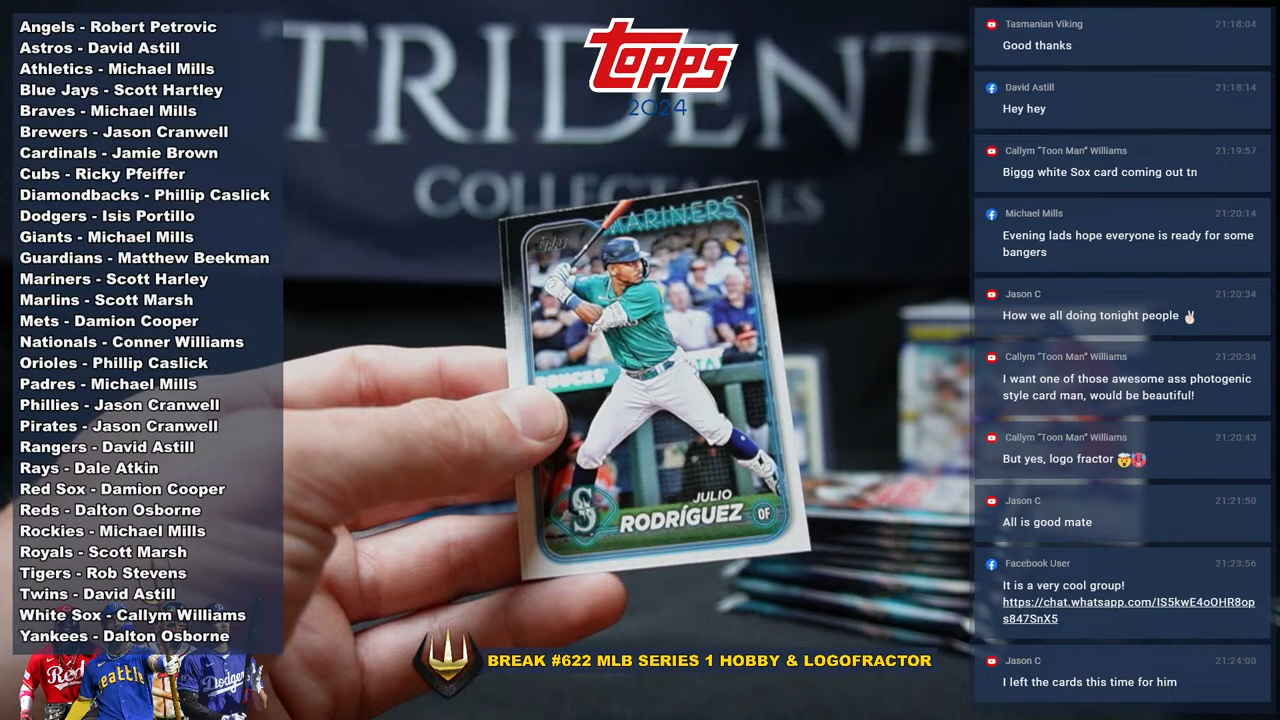 Angels - Robert Petrovic
Astros - David Astill
Athletics - Michael Mills
Blue Jays - Scott Hartley
Braves - Michael Mills
Brewers - Jason Cranwell
Cardinals - Jamie Brown
Cubs - Ricky Pfeiffer
Diamondbacks - Phillip Caslick
Dodgers - Isis Portillo
Giants - Michael Mills
Guardians - Matthew Beekman
Mariners - Scott Harley
Marlins - Scott Marsh
Mets - Damion Cooper
Nationals - Conner Williams
Orioles - Phillip Caslick
Padres - Michael Mills
Phillies - Jason Cranwell
Pirates - Jason Cranwell
Rangers - David Astill
Rays - Dale Atkin
Red Sox - Damion Cooper
Reds - Dalton Osborne
Rockies - Michael Mills
Royals - Scott Marsh
Tigers - Rob Stevens
Twins - David Astill
White Sox - Callym Williams
Yankees - Dalton Osborne
Reds
seattle
Dodgers
TRIDENT
topps
2024
MARINERS
JULIO
RODRÍGUEZ OF
S
BREAK #622 MLB SERIES 1 HOBBY & LOGOFRACTOR
Tasmanian Viking 21:18:04
Good thanks
David Astill 21:18:14
Hey hey
Callym "Toon Man" Williams 21:19:57
Biggg white Sox card coming out tn
Michael Mills 21:20:14
Evening lads hope everyone is ready for some
bangers
Jason C 21:20:34
How we all doing tonight people ✌🏻
Callym "Toon Man" Williams 21:20:34
I want one of those awesome ass photogenic
style card man, would be beautiful!
Callym "Toon Man" Williams 21:20:43
But yes, logo fractor 🤯🥵
Jason C 21:21:50
All is good mate
Facebook User 21:23:56
It is a very cool group!
https://chat.whatsapp.com/IS5kwE4oOHR8op
s847SnX5
Jason C 21:24:00
I left the cards this time for him